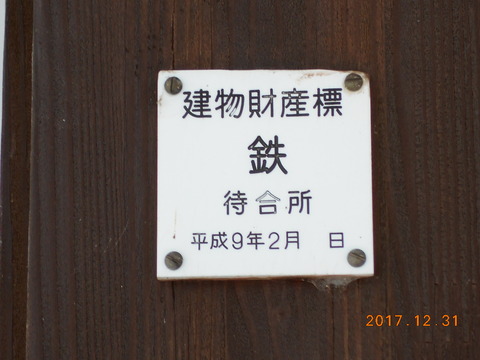 建物財産標
鉄
待合所
平成9年2月 日
2017.12.31